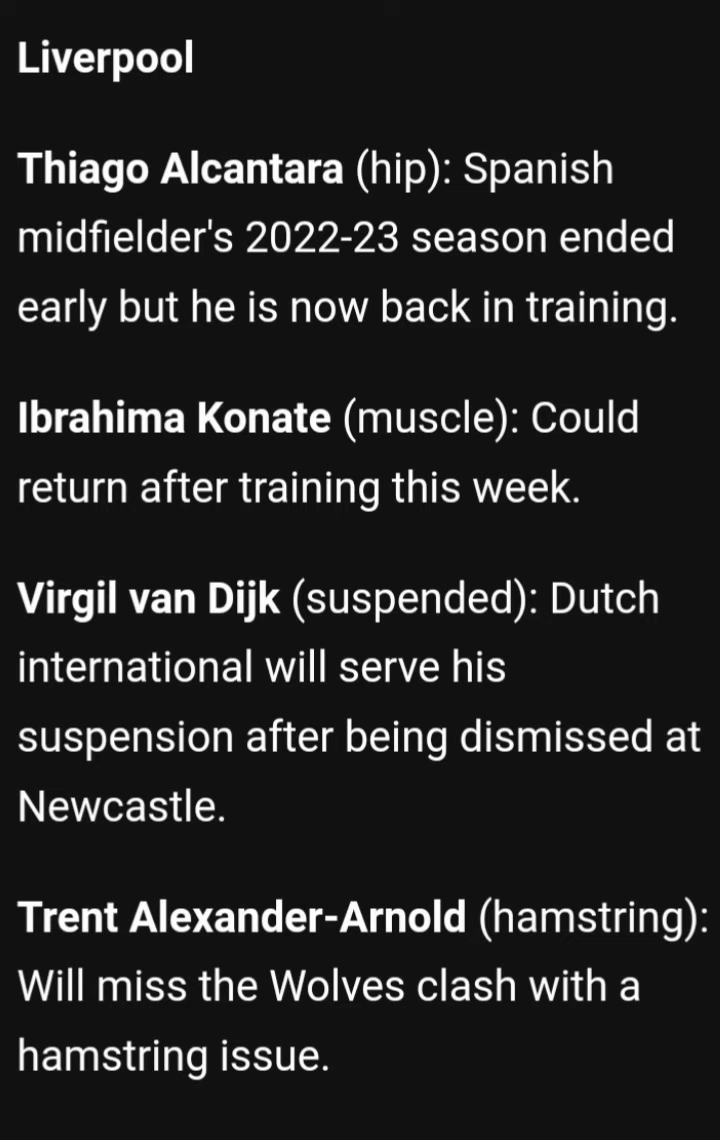 Liverpool
Thiago Alcantara (hip): Spanish
midfielder's 2022-23 season ended
early but he is now back in training.
Ibrahima Konate (muscle): Could
return after training this week.
Virgil van Dijk (suspended): Dutch
international will serve his
suspension after being dismissed at
Newcastle.
Trent Alexander-Arnold (hamstring):
Will miss the Wolves clash with a
hamstring issue.